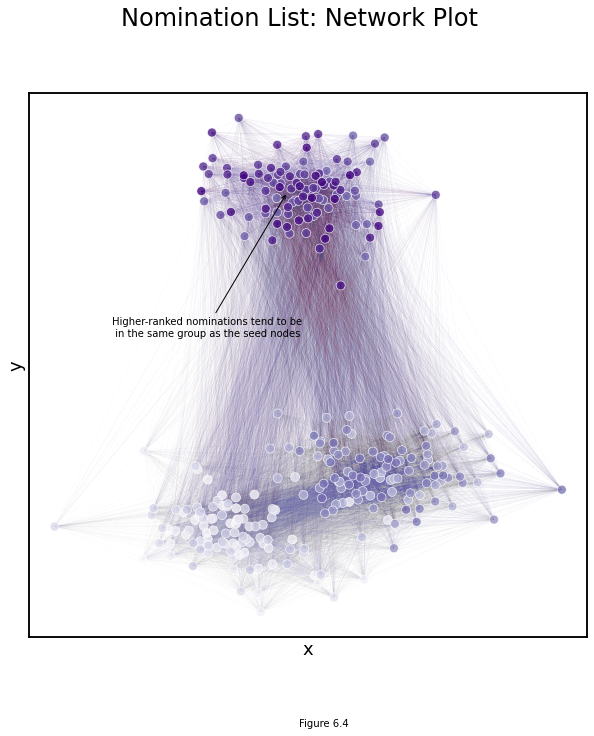 Nomination List: Network Plot
Higher-ranked nominations tend to be
in the same group as the seed nodes
y
x
Figure 6.4